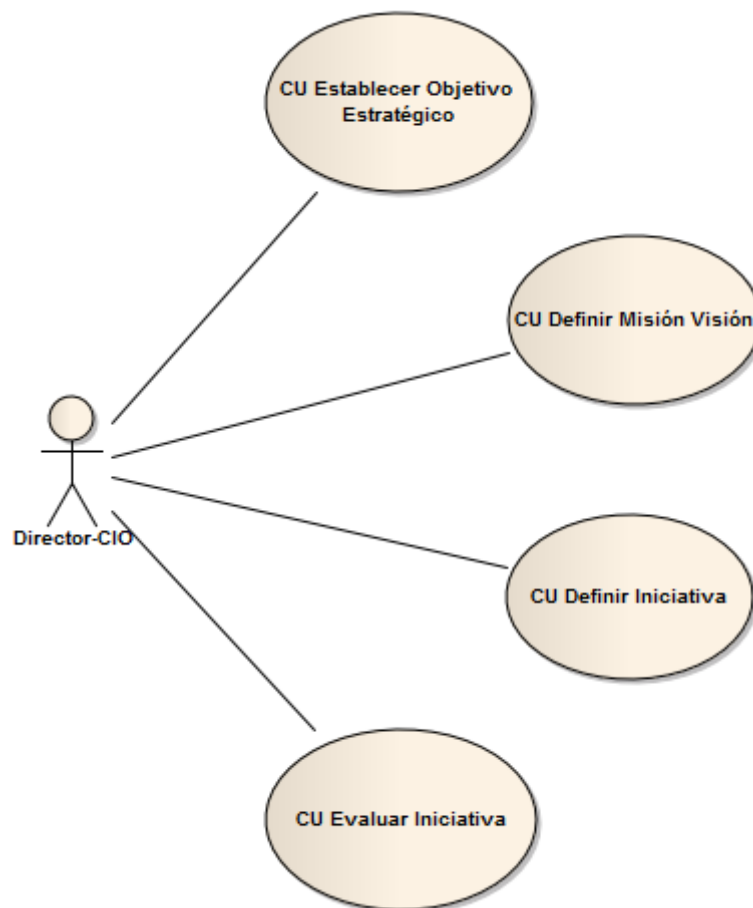 CU Establecer Objetivo
Estratégico
CU Definir Misión Visión
Director-CIO
CU Definir Iniciativa
CU Evaluar Iniciativa